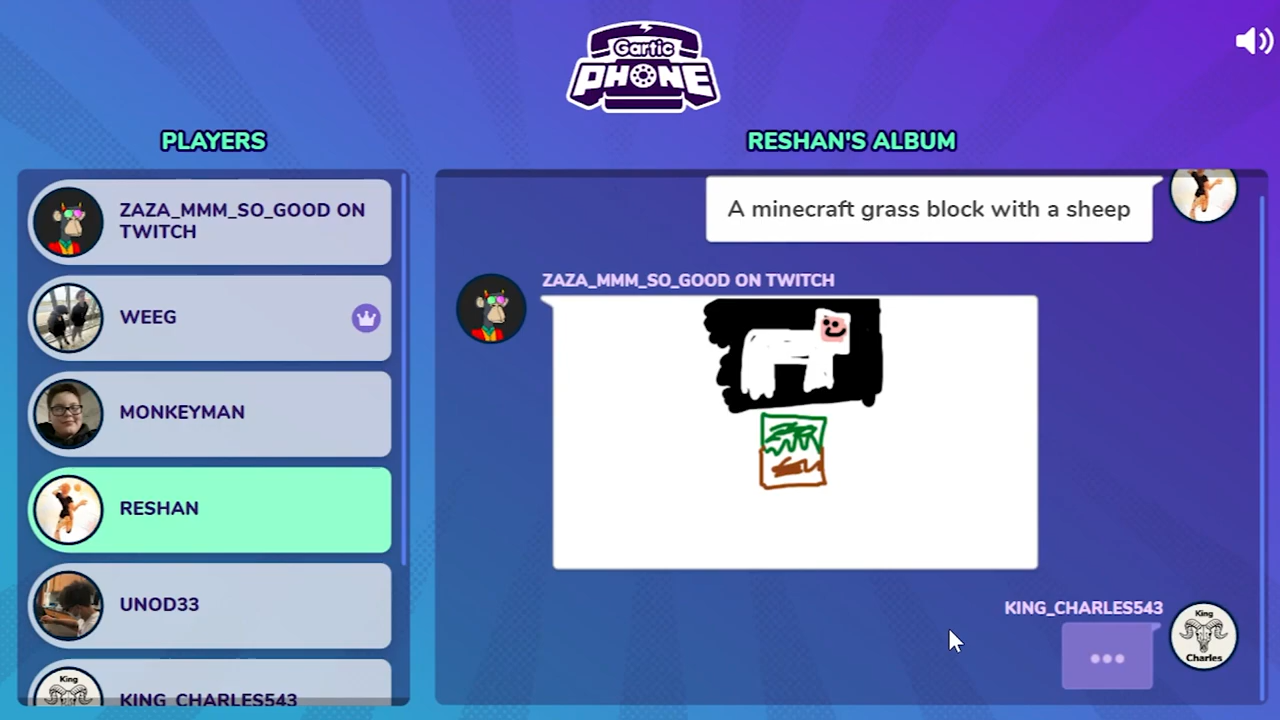 Gartic
PHONE
PLAYERS
ZAZA_MMM_SO_GOOD ON
TWITCH
WEEG
MONKEYMAN
RESHAN
UNOD33
King
KING_CHARLES543
RESHAN'S ALBUM
A minecraft grass block with a sheep
ZAZA_MMM_SO_GOOD ON TWITCH
KING_CHARLES543
King
Charles